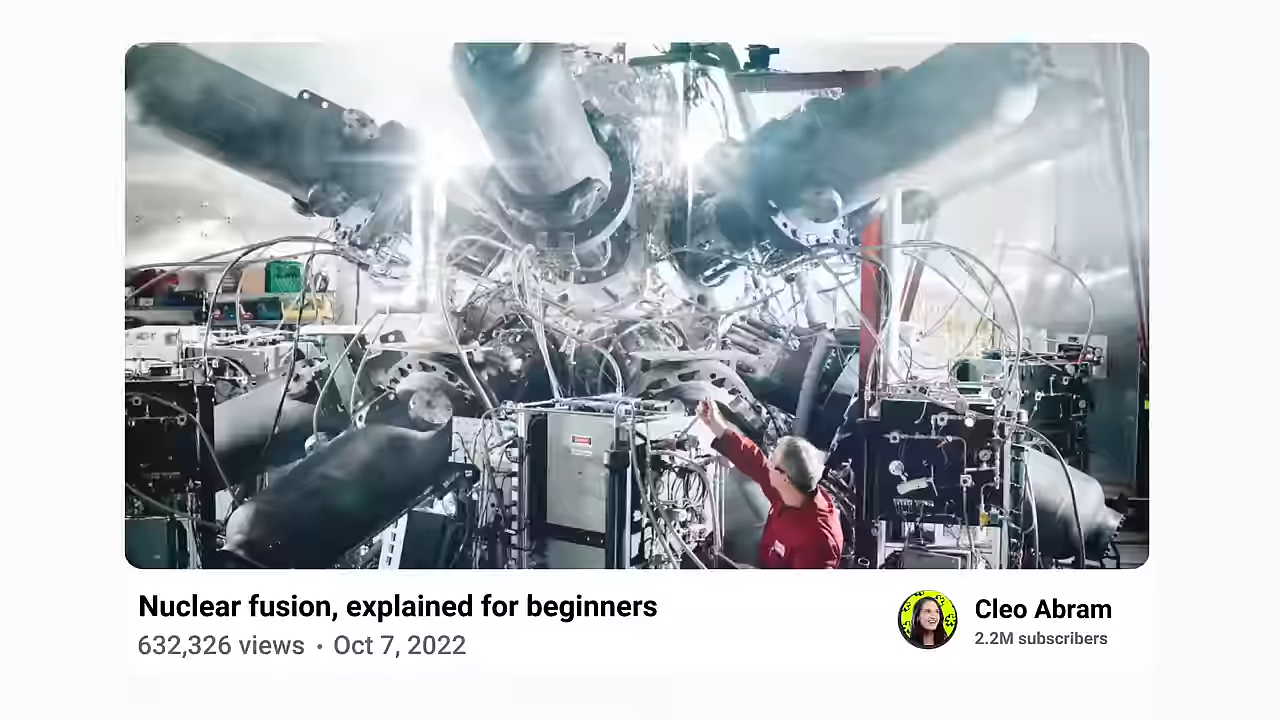 Nuclear fusion, explained for beginners
632,326 views • Oct 7, 2022
Cleo Abram
2.2M subscribers